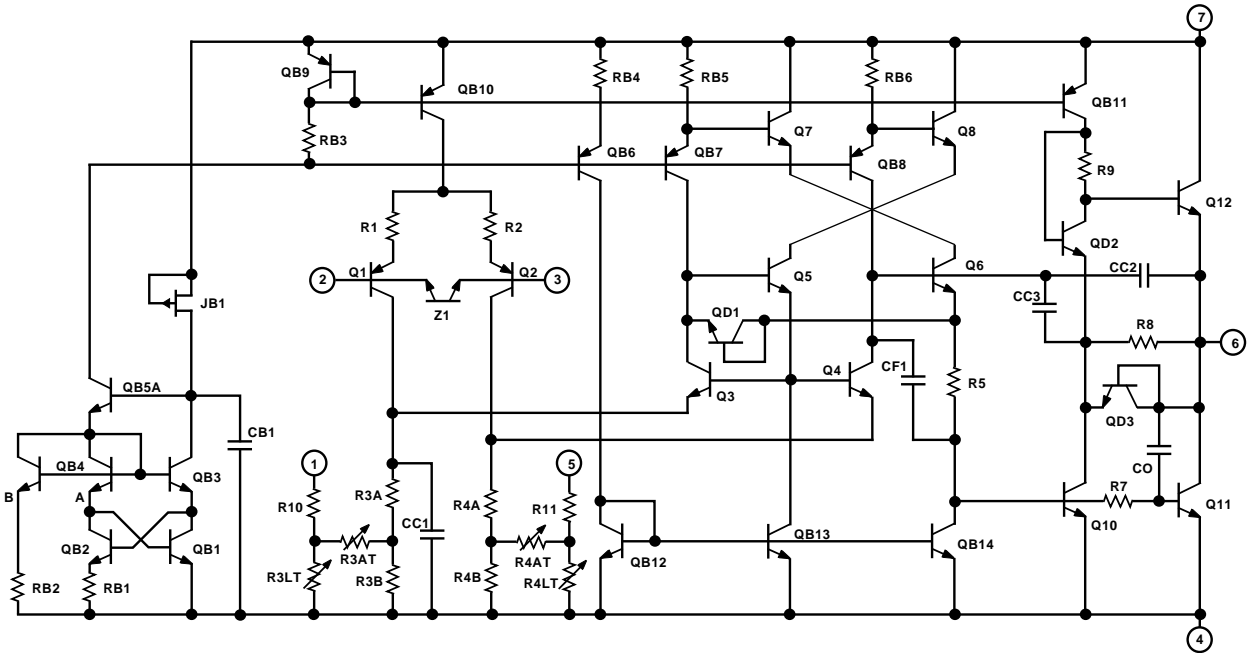 7
QB9
QB10
RB4
RB5
RB6
QB11
RB3
QB6
QB7
Q7
QB8
Q8
R9
Q12
R1
R2
QD2
2
Q1
Z1
Q2
3
Q5
Q6
CC2
JB1
CC3
QD1
R8
6
QB5A
Q3
Q4
CF1
R5
QD3
CB1
QB4
QB3
B
A
1
5
CO
R10
R3A
CC1
R4A
R11
R7
Q10
Q11
QB2
QB1
R3AT
R4AT
QB12
QB13
QB14
RB2
RB1
R3LT
R3B
R4B
R4LT
4